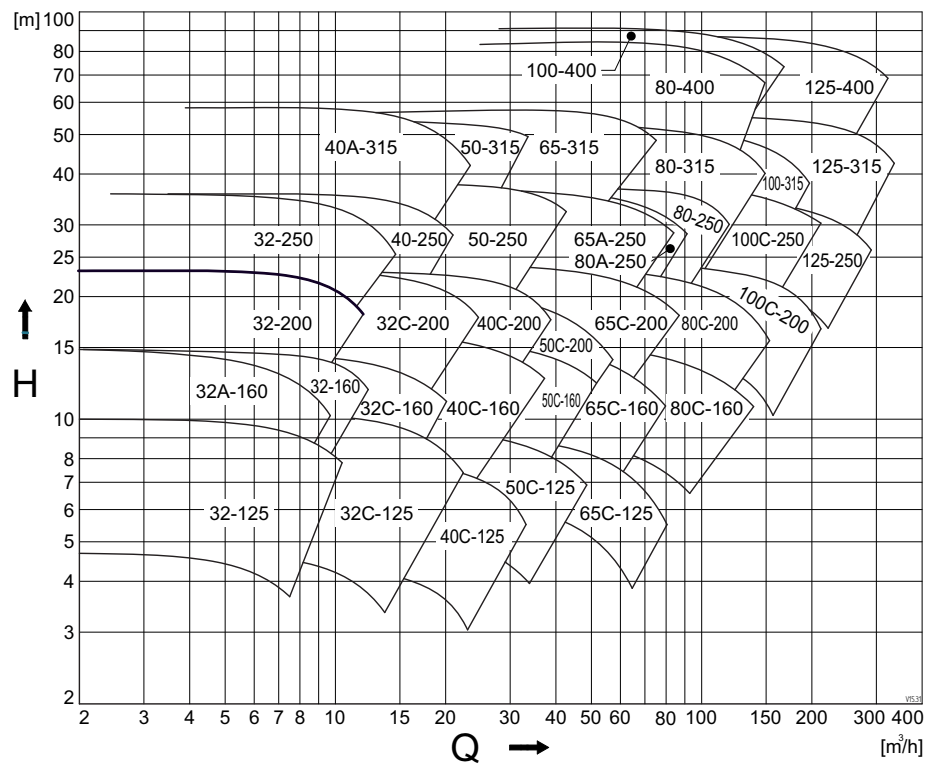 [m] 100
100-400
80-400
125-400
80
70
60
50
40A-315
50-315
65-315
80-315
100-315
125-315
40
30
32-250
40-250
50-250
65A-250
80A-250
80-250
100C-250
125-250
25
20
32-200
32C-200
40C-200
50C-200
65C-200
80C-200
100C-200
15
H
32A-160
32-160
32C-160
40C-160
50C-160
65C-160
80C-160
10
8
7
6
5
32-125
32C-125
40C-125
50C-125
65C-125
4
3
2
V15.31
2 3 4 5 6 7 8 10 15 20 30 40 50 60 80 100 150 200 300 400
Q
[m³/h]